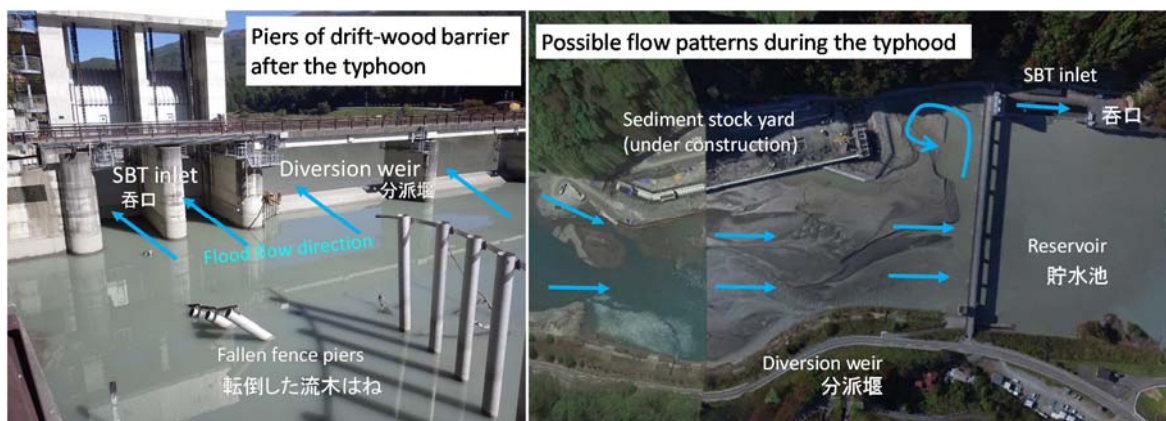 Piers of drift-wood barrier
after the typhoon
SBT inlet
呑口
Diversion weir
分派堰
Flood flow direction
Fallen fence piers
転倒した流木はね
Possible flow patterns during the typhood
SBT inlet
呑口
Sediment stock yard
(under construction)
Reservoir
貯水池
Diversion weir
分派堰